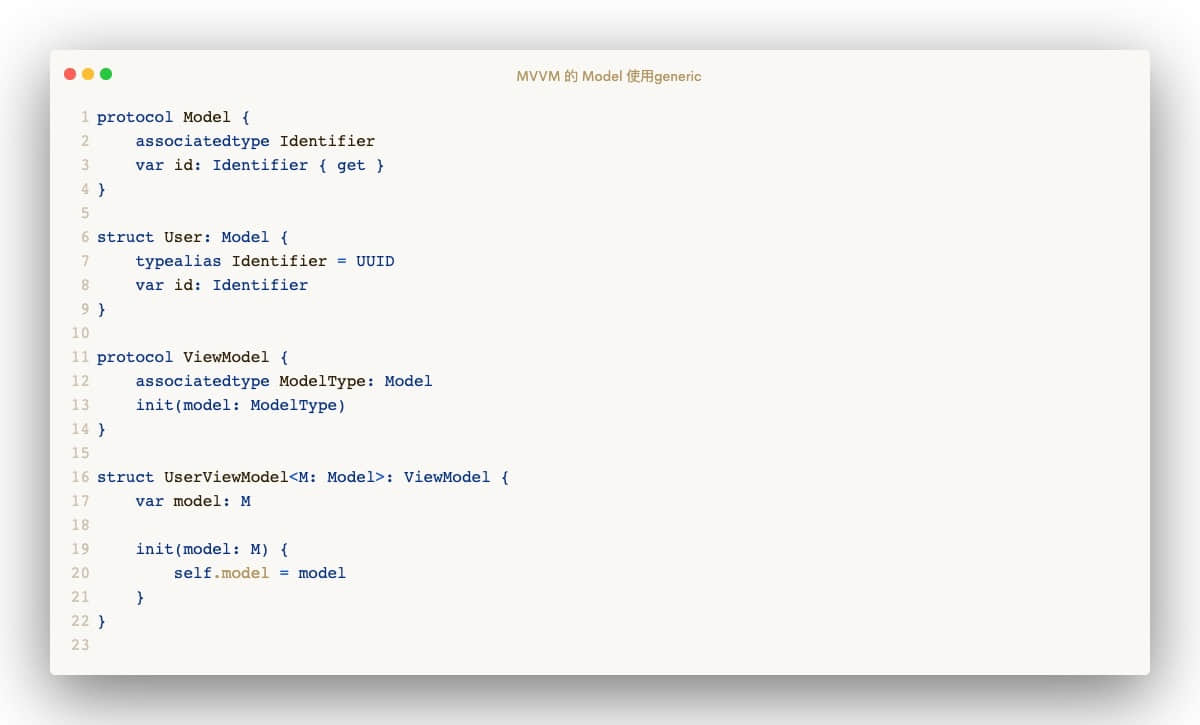 MVVM 的 Model 使用generic
1 protocol Model {
2     associatedtype Identifier
3     var id: Identifier { get }
4 }
5
6 struct User: Model {
7     typealias Identifier = UUID
8     var id: Identifier
9 }
10
11 protocol ViewModel {
12     associatedtype ModelType: Model
13     init(model: ModelType)
14 }
15
16 struct UserViewModel<M: Model>: ViewModel {
17     var model: M
18
19     init(model: M) {
20         self.model = model
21     }
22 }
23